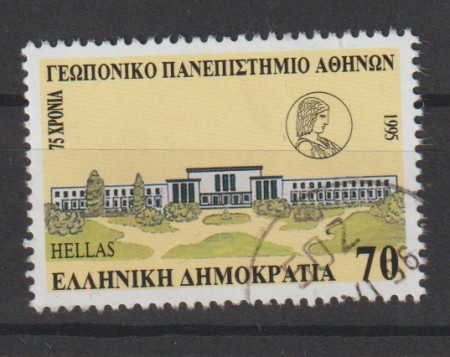 ΓΕΩΠΟΝΙΚΟ ΠΑΝΕΠΙΣΤΗΜΙΟ ΑΘΗΝΩΝ
75 ΧΡΟΝΙΑ
1995
HELLAS
70
ΕΛΛΗΝΙΚΗ ΔΗΜΟΚΡΑΤΙΑ